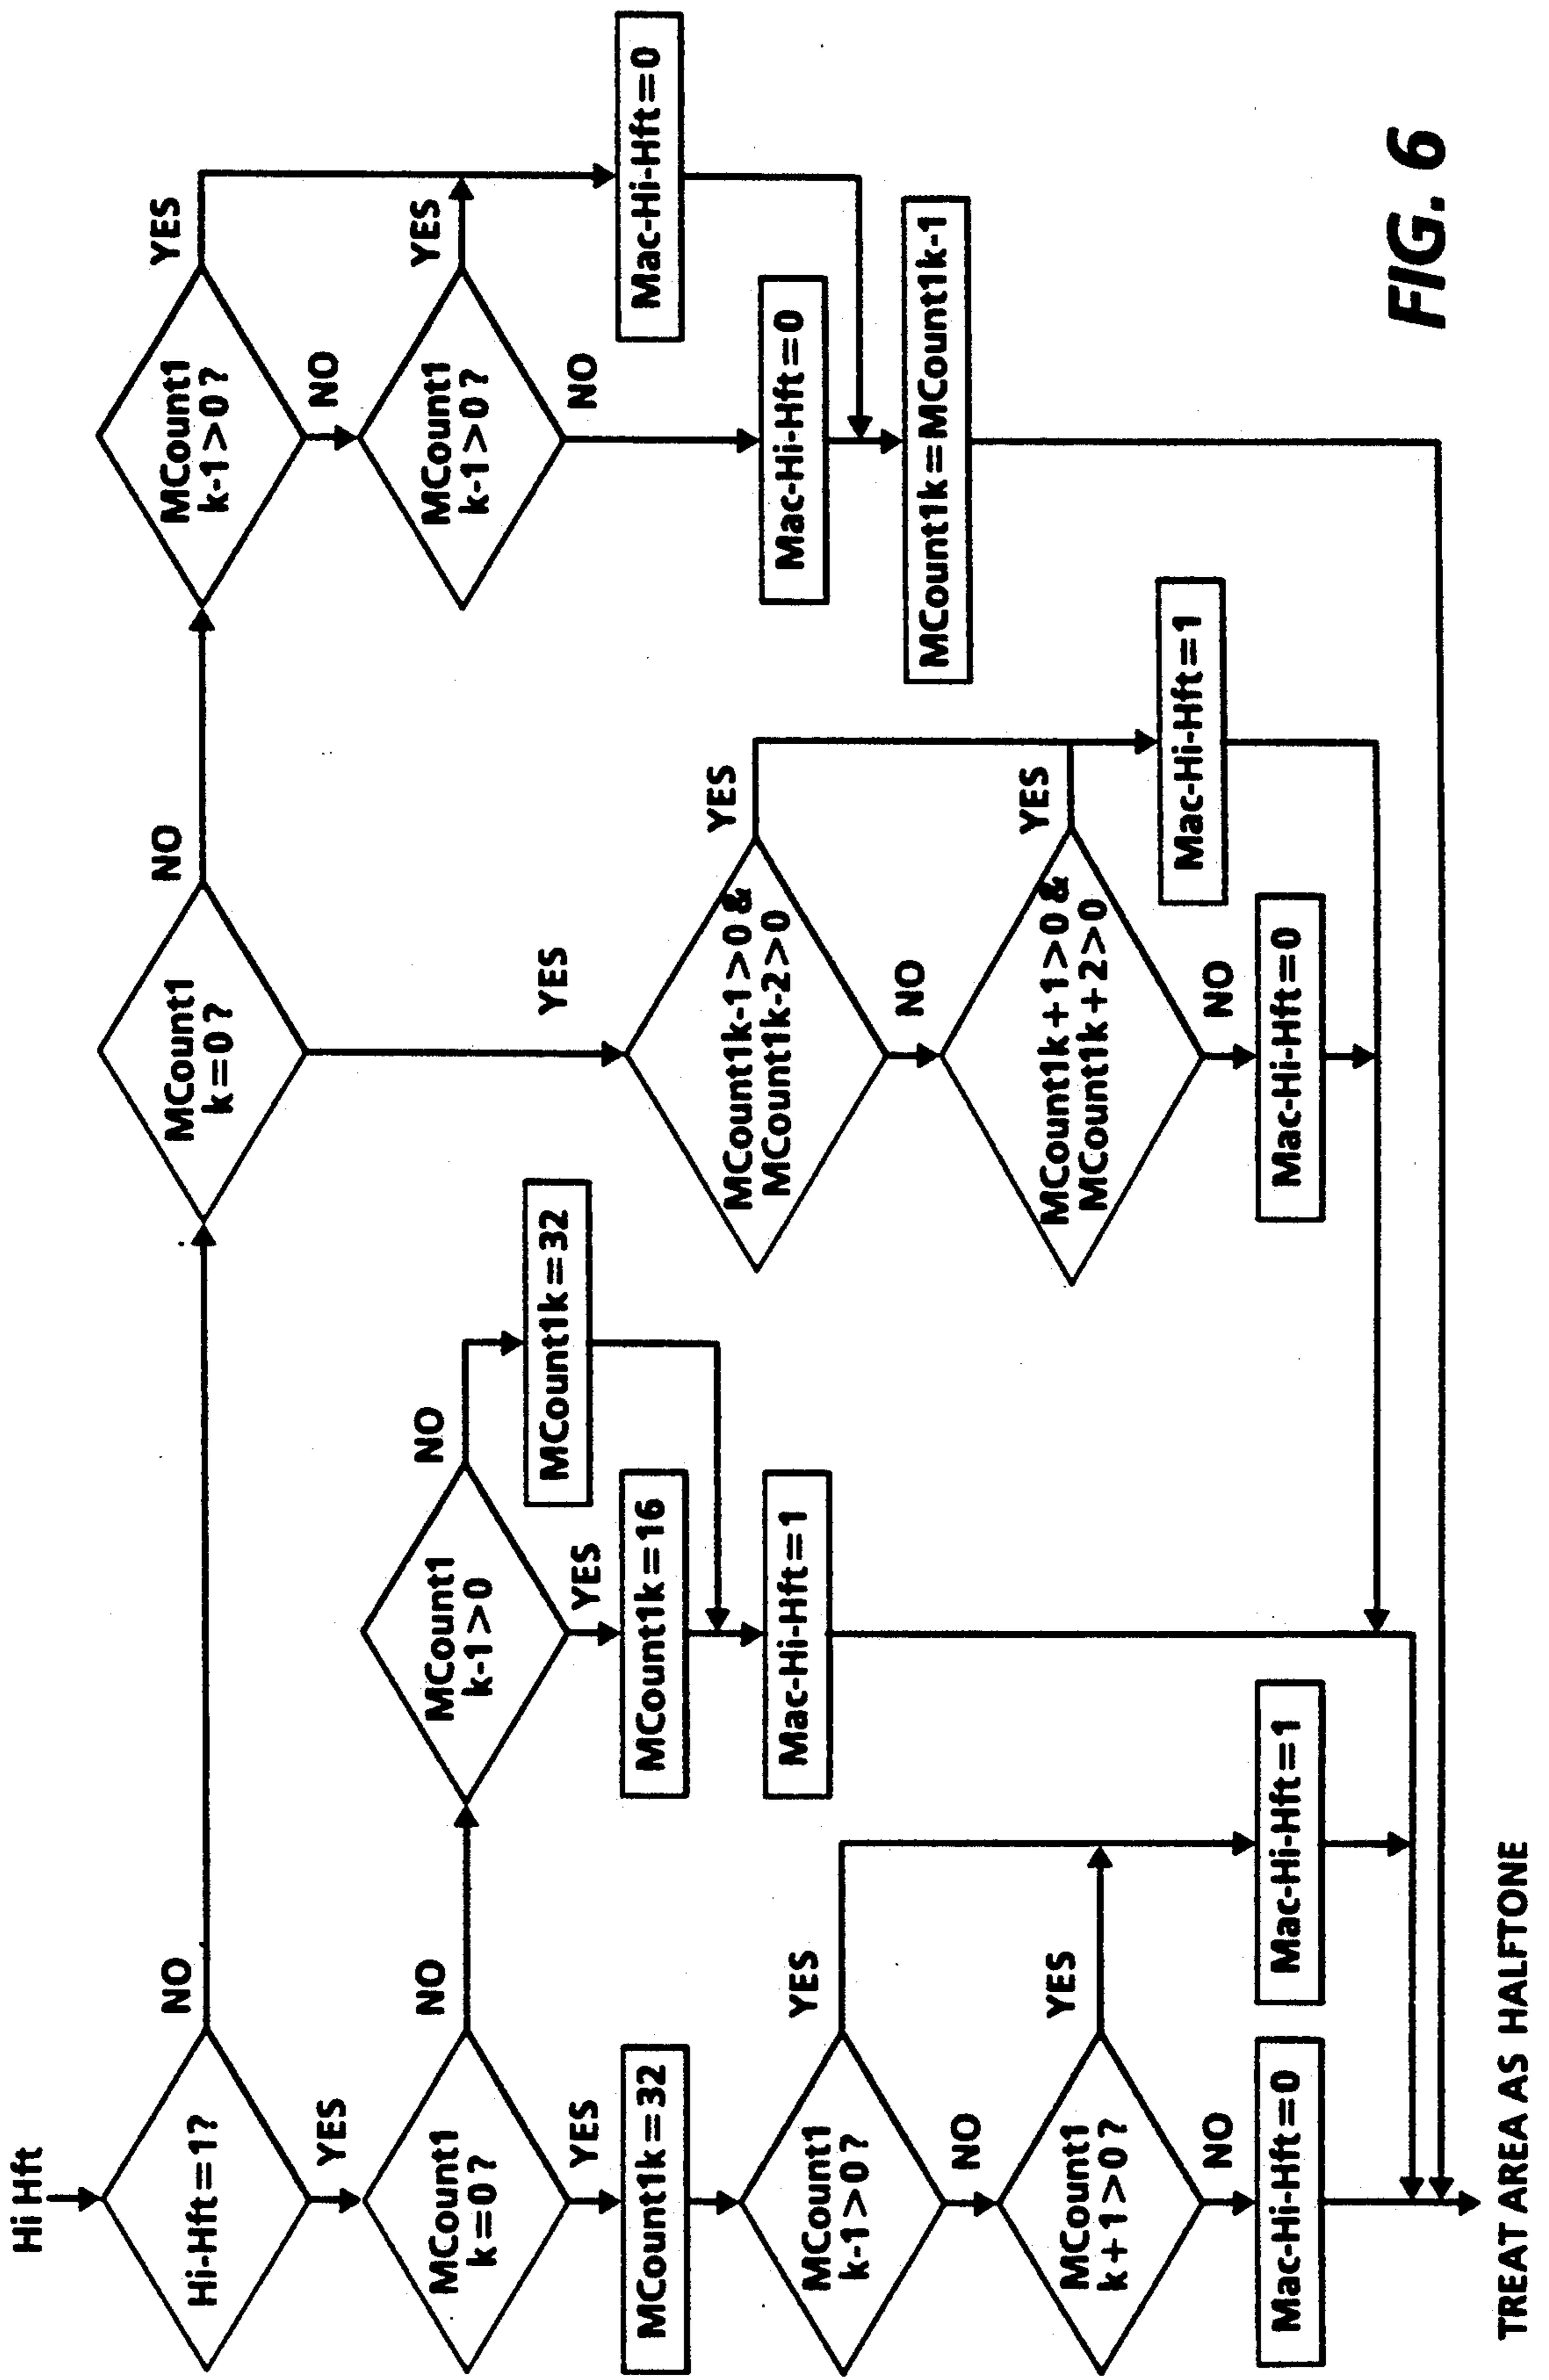 Hi Hft
Hi-Hft=1?
NO
YES
MCount1
k=0?
NO
YES
MCount1k=32
MCount1
k-1>0?
YES
NO
MCount1
k+1>0?
YES
NO
Mac-Hi-Hft=0
Mac-Hi-Hft=1
MCount1
k-1>0
NO
YES
MCount1k=32
MCount1k=16
Mac-Hi-Hft=1
MCount1
k=0?
NO
YES
MCount1k-1>0 &
MCount1k-2>0
YES
NO
MCount1k+1>0 &
MCount1k+2>0
YES
NO
Mac-Hi-Hft=1
Mac-Hi-Hft=0
MCount1
k-1>0?
YES
NO
MCount1
k-1>0?
YES
NO
Mac-Hi-Hft=0
Mac-Hi-Hft=0
MCount1k=MCount1k-1
TREAT AREA AS HALFTONE
FIG. 6